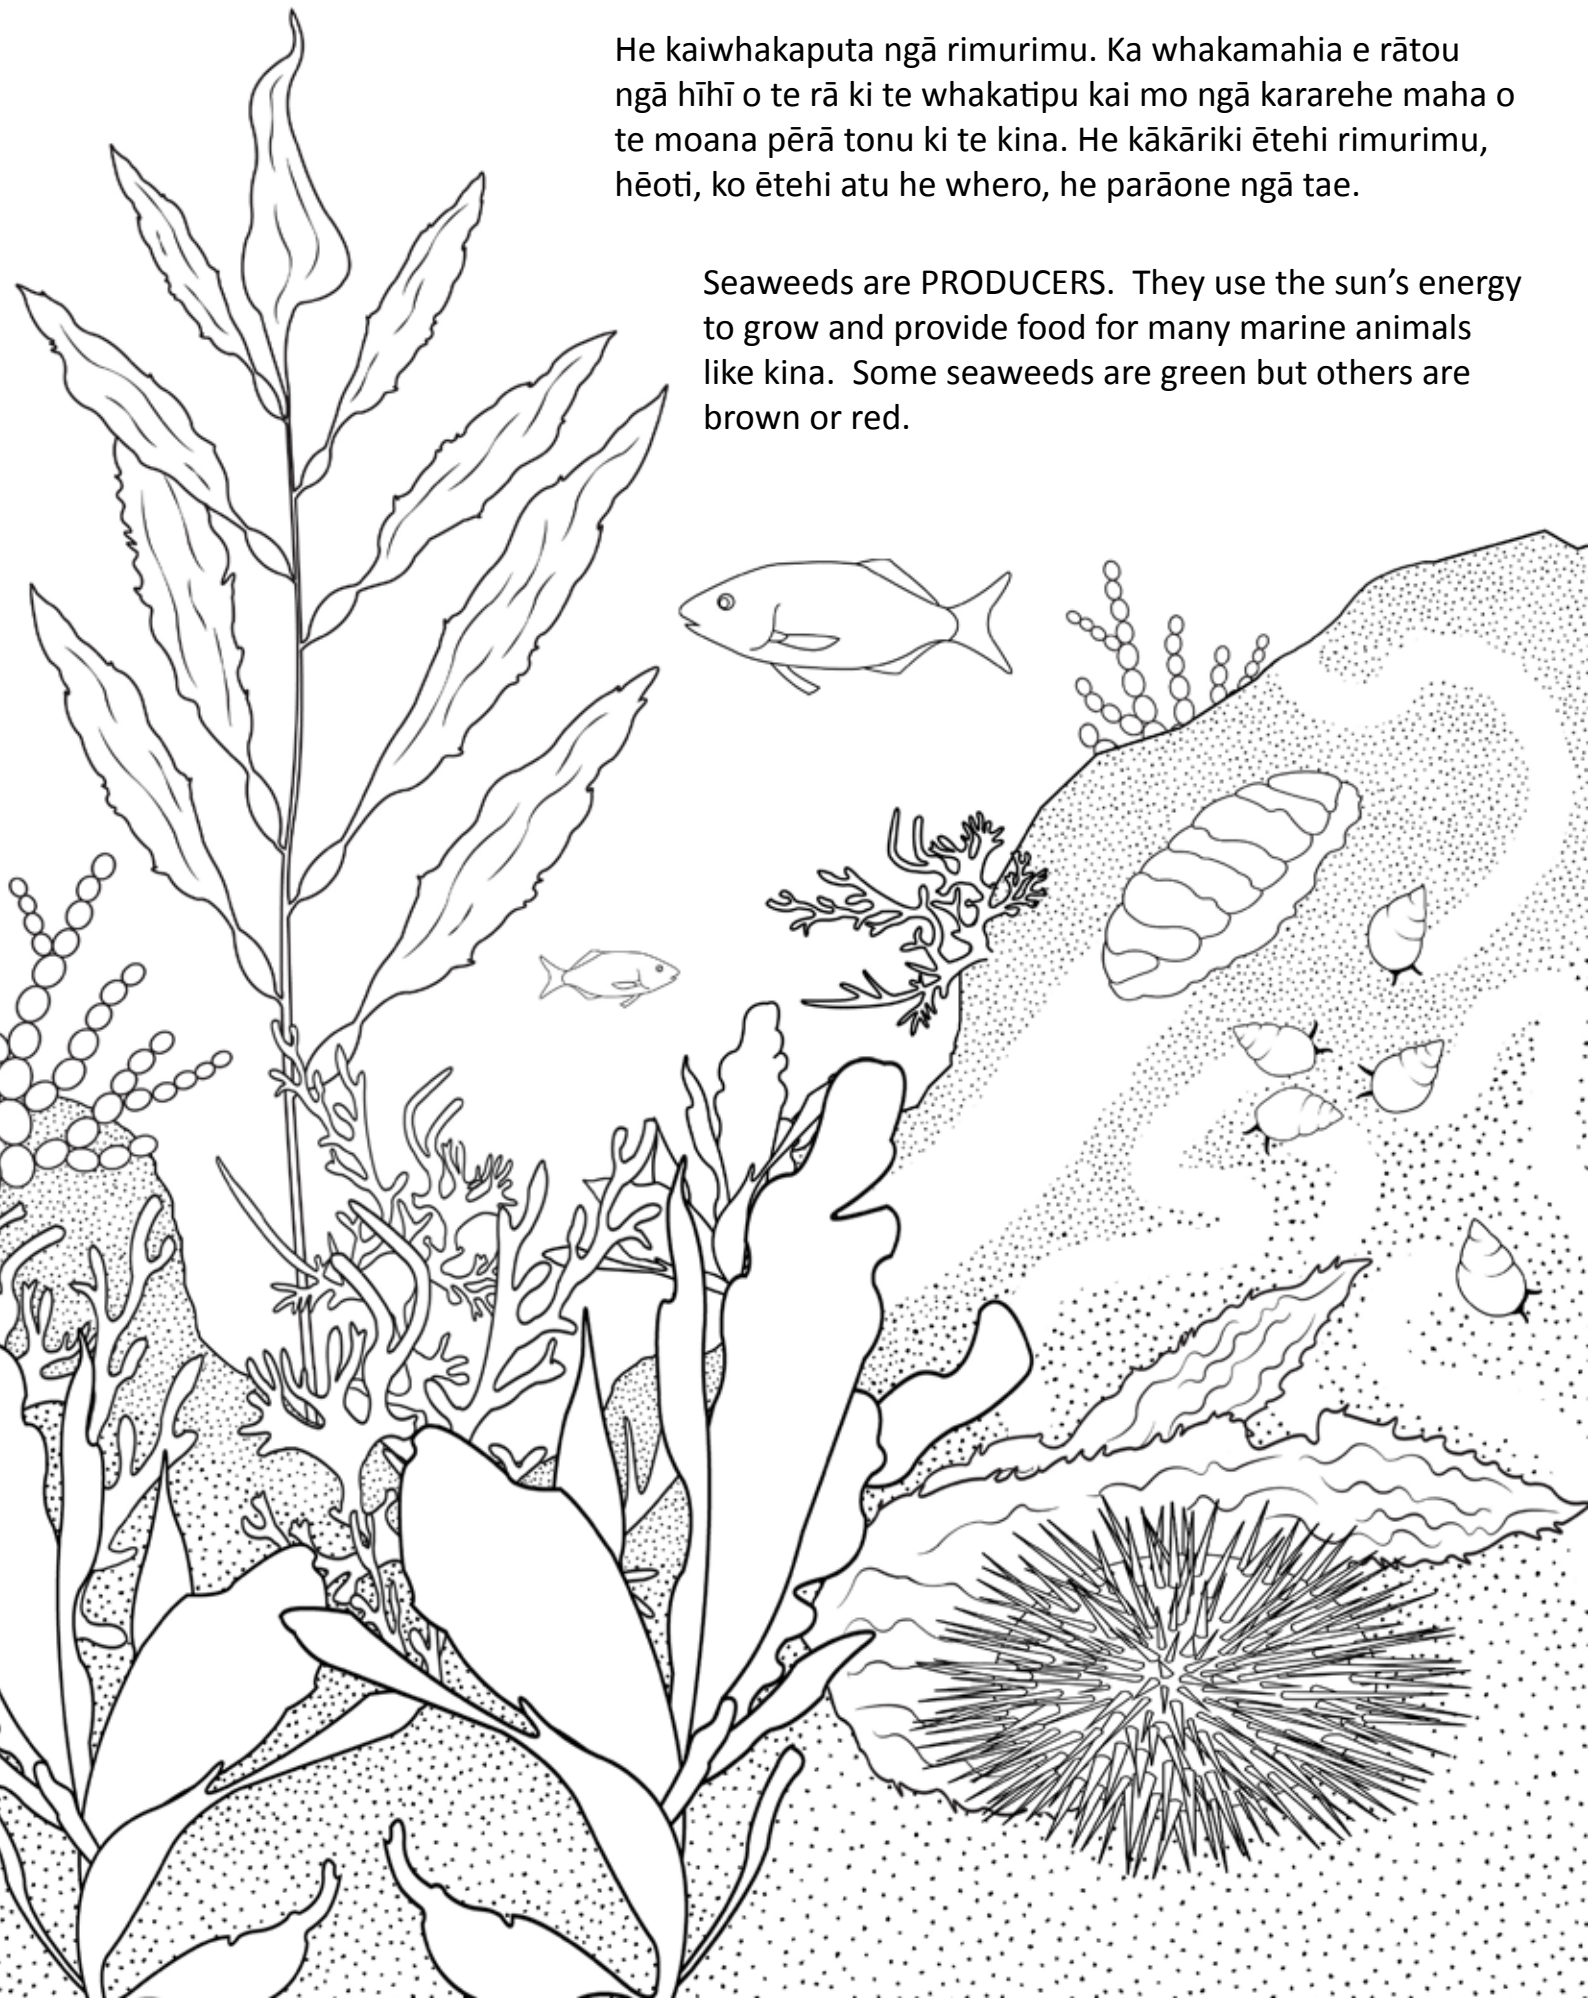 He kaiwhakaputa ngā rimurimu. Ka whakamahia e rātou
ngā hīhī o te rā ki te whakatipu kai mo ngā kararehe maha o
te moana pērā tonu ki te kina. He kākāriki ētehi rimurimu,
hēoti, ko ētehi atu he whero, he parāone ngā tae.
Seaweeds are PRODUCERS.  They use the sun’s energy
to grow and provide food for many marine animals
like kina.  Some seaweeds are green but others are
brown or red.